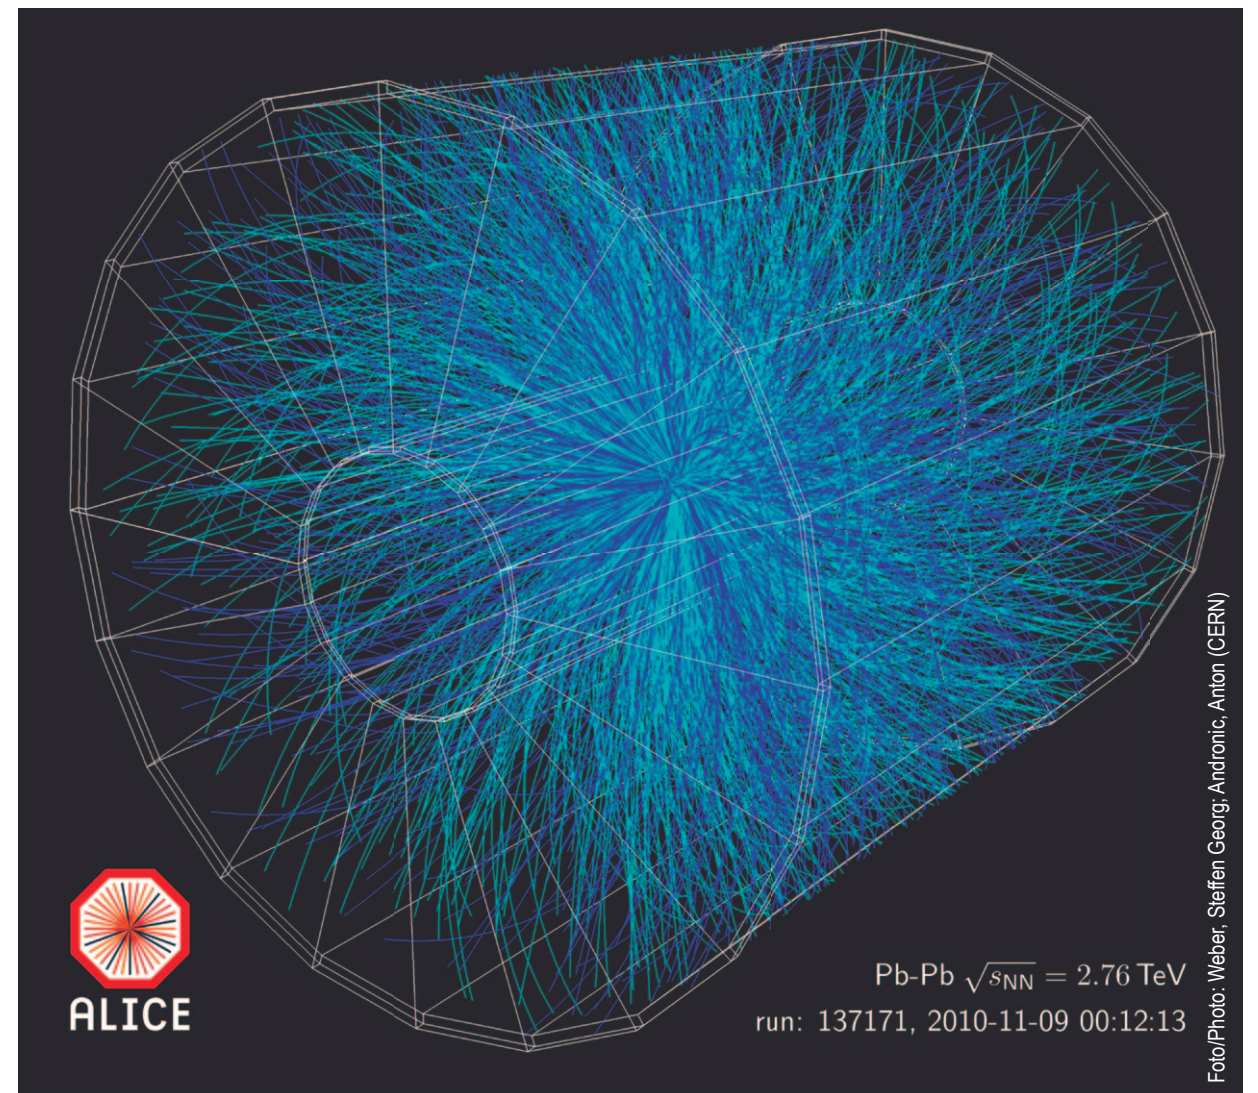 ALICE
Pb-Pb √sNN = 2.76 TeV
run: 137171, 2010-11-09 00:12:13
Foto/Photo: Weber, Steffen Georg; Andronic, Anton (CERN)